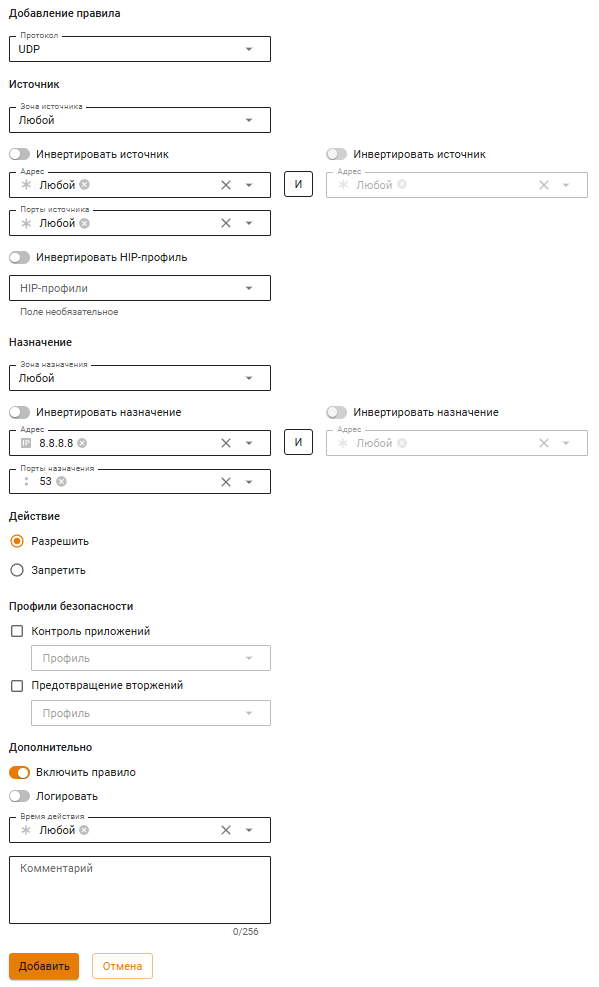 Добавление правила
Протокол
UDP
Источник
Зона источника
Любой
Инвертировать источник
Инвертировать источник
Адрес
Любой
И
Адрес
Любой
Порты источника
Любой
Инвертировать HIP-профиль
HIP-профили
Поле необязательное
Назначение
Зона назначения
Любой
Инвертировать назначение
Инвертировать назначение
Адрес
IP 8.8.8.8
И
Адрес
Любой
Порты назначения
53
Действие
Разрешить
Запретить
Профили безопасности
Контроль приложений
Профиль
Предотвращение вторжений
Профиль
Дополнительно
Включить правило
Логировать
Время действия
Любой
Комментарий
0/256
Добавить
Отмена